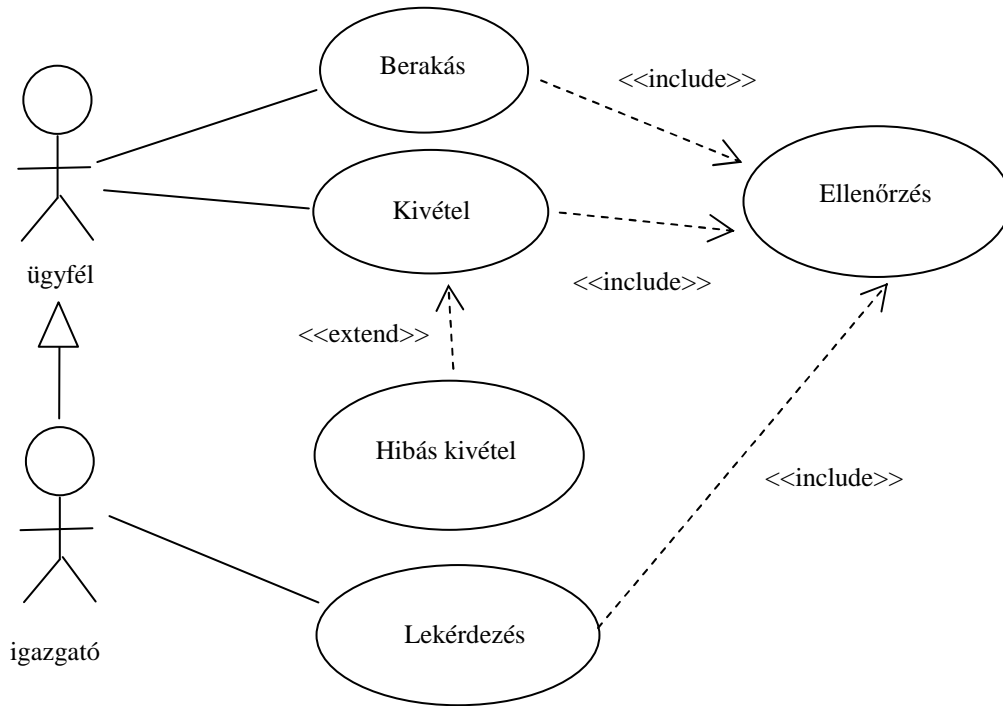 Berakás
<<include>>
Ellenőrzés
Kivétel
ügyfél
<<include>>
<<extend>>
Hibás kivétel
<<include>>
Lekérdezés
igazgató